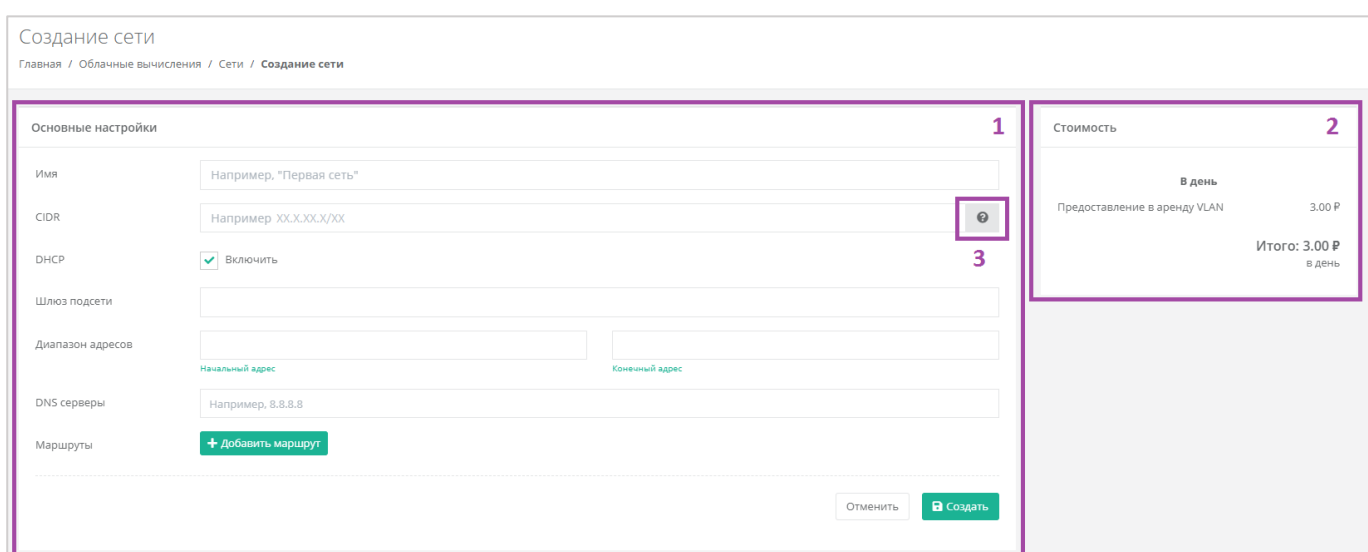 Создание сети
Главная / Облачные вычисления / Сети / Создание сети
Основные настройки 1
Имя Например, "Первая сеть"
CIDR Например XX.X.XX.X/XX
3
DHCP Включить
Шлюз подсети
Диапазон адресов
Начальный адрес Конечный адрес
DNS серверы Например, 8.8.8.8
Маршруты + Добавить маршрут
Отменить Создать
Стоимость 2
В день
Предоставление в аренду VLAN 3.00 ₽
Итого: 3.00 ₽
в день